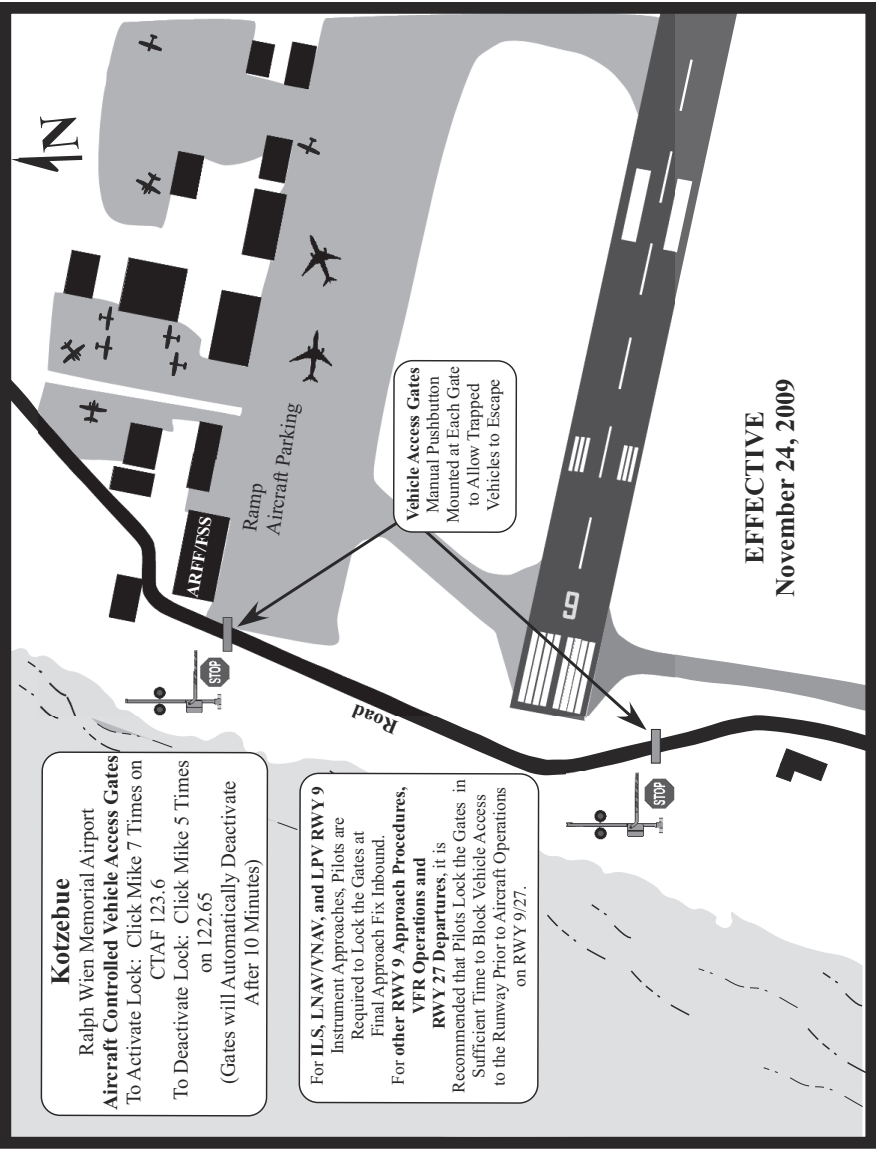 Kotzebue
Ralph Wien Memorial Airport
Aircraft Controlled Vehicle Access Gates
To Activate Lock: Click Mike 7 Times on
CTAF 123.6
To Deactivate Lock: Click Mike 5 Times
on 122.65
(Gates will Automatically Deactivate
After 10 Minutes)
For ILS, LNAV/VNAV, and LPV RWY 9
Instrument Approaches, Pilots are
Required to Lock the Gates at
Final Approach Fix Inbound.
For other RWY 9 Approach Procedures,
VFR Operations and
RWY 27 Departures, it is
Recommended that Pilots Lock the Gates in
Sufficient Time to Block Vehicle Access
to the Runway Prior to Aircraft Operations
on RWY 9/27.
STOP
STOP
Road
ARFF/FSS
Ramp
Aircraft Parking
9
Vehicle Access Gates
Manual Pushbutton
Mounted at Each Gate
to Allow Trapped
Vehicles to Escape
N
EFFECTIVE
November 24, 2009